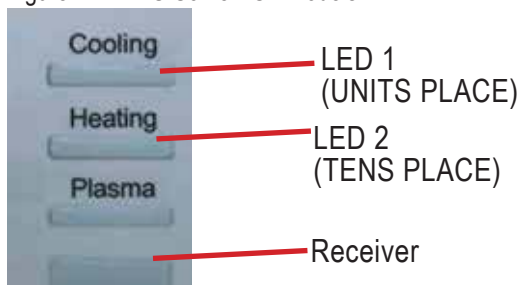 Cooling
LED 1
(UNITS PLACE)
Heating
LED 2
(TENS PLACE)
Plasma
Receiver